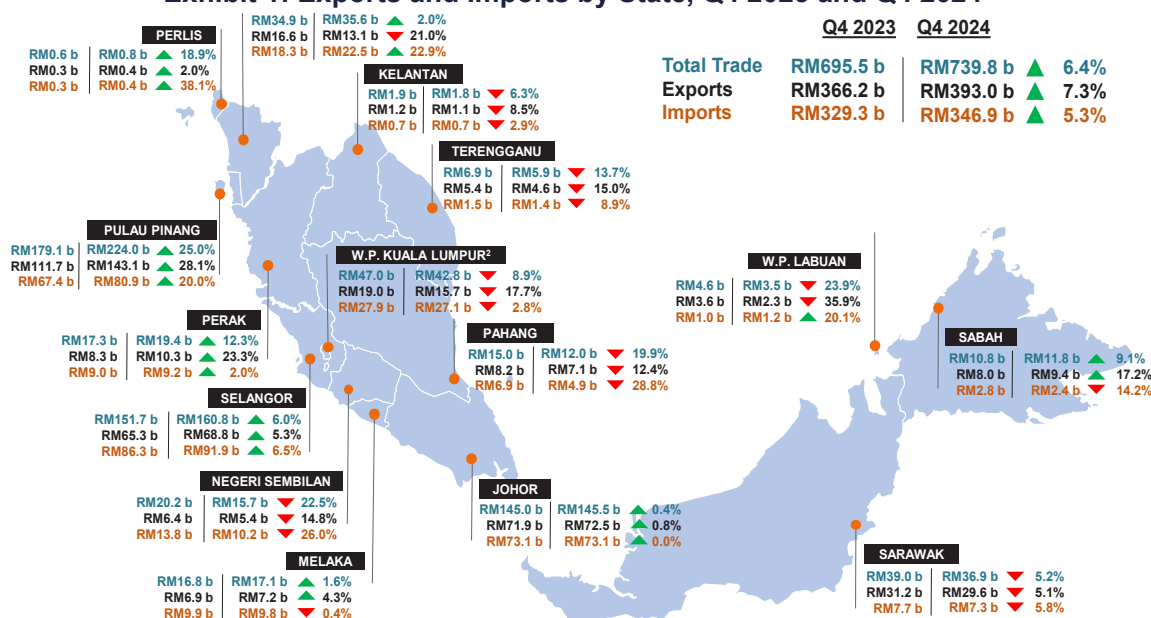 Exhibit 1: Exports and Imports by State, Q4 2023 and Q4 2024
Q4 2023 Q4 2024
Total Trade RM695.5 b RM739.8 b 6.4%
Exports RM366.2 b RM393.0 b 7.3%
Imports RM329.3 b RM346.9 b 5.3%
RM34.9 b RM35.6 b 2.0%
RM16.6 b RM13.1 b 21.0%
RM18.3 b RM22.5 b 22.9%
PERLIS
RM0.6 b RM0.8 b 18.9%
RM0.3 b RM0.4 b 2.0%
RM0.3 b RM0.4 b 38.1%
KELANTAN
RM1.9 b RM1.8 b 6.3%
RM1.2 b RM1.1 b 8.5%
RM0.7 b RM0.7 b 2.9%
TERENGGANU
RM6.9 b RM5.9 b 13.7%
RM5.4 b RM4.6 b 15.0%
RM1.5 b RM1.4 b 8.9%
PULAU PINANG
RM179.1 b RM224.0 b 25.0%
RM111.7 b RM143.1 b 28.1%
RM67.4 b RM80.9 b 20.0%
W.P. KUALA LUMPUR²
RM47.0 b RM42.8 b 8.9%
RM19.0 b RM15.7 b 17.7%
RM27.9 b RM27.1 b 2.8%
W.P. LABUAN
RM4.6 b RM3.5 b 23.9%
RM3.6 b RM2.3 b 35.9%
RM1.0 b RM1.2 b 20.1%
PERAK
RM17.3 b RM19.4 b 12.3%
RM8.3 b RM10.3 b 23.3%
RM9.0 b RM9.2 b 2.0%
PAHANG
RM15.0 b RM12.0 b 19.9%
RM8.2 b RM7.1 b 12.4%
RM6.9 b RM4.9 b 28.8%
SABAH
RM10.8 b RM11.8 b 9.1%
RM8.0 b RM9.4 b 17.2%
RM2.8 b RM2.4 b 14.2%
SELANGOR
RM151.7 b RM160.8 b 6.0%
RM65.3 b RM68.8 b 5.3%
RM86.3 b RM91.9 b 6.5%
NEGERI SEMBILAN
RM20.2 b RM15.7 b 22.5%
RM6.4 b RM5.4 b 14.8%
RM13.8 b RM10.2 b 26.0%
JOHOR
RM145.0 b RM145.5 b 0.4%
RM71.9 b RM72.5 b 0.8%
RM73.1 b RM73.1 b 0.0%
MELAKA
RM16.8 b RM17.1 b 1.6%
RM6.9 b RM7.2 b 4.3%
RM9.9 b RM9.8 b 0.4%
SARAWAK
RM39.0 b RM36.9 b 5.2%
RM31.2 b RM29.6 b 5.1%
RM7.7 b RM7.3 b 5.8%